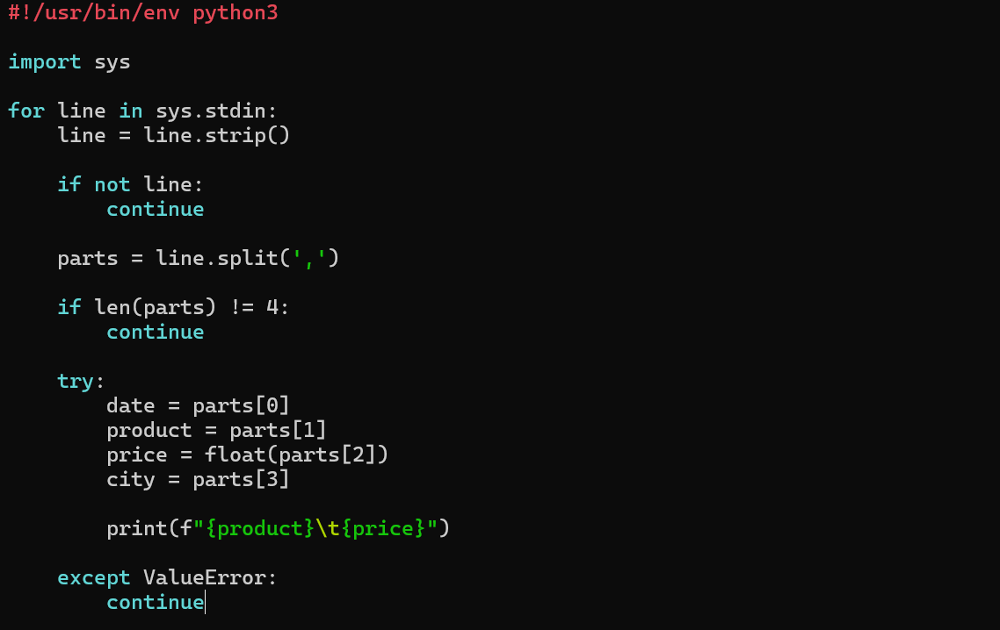 #!/usr/bin/env python3

import sys

for line in sys.stdin:
    line = line.strip()

    if not line:
        continue

    parts = line.split(',')

    if len(parts) != 4:
        continue

    try:
        date = parts[0]
        product = parts[1]
        price = float(parts[2])
        city = parts[3]

        print(f"{product}\t{price}")

    except ValueError:
        continue